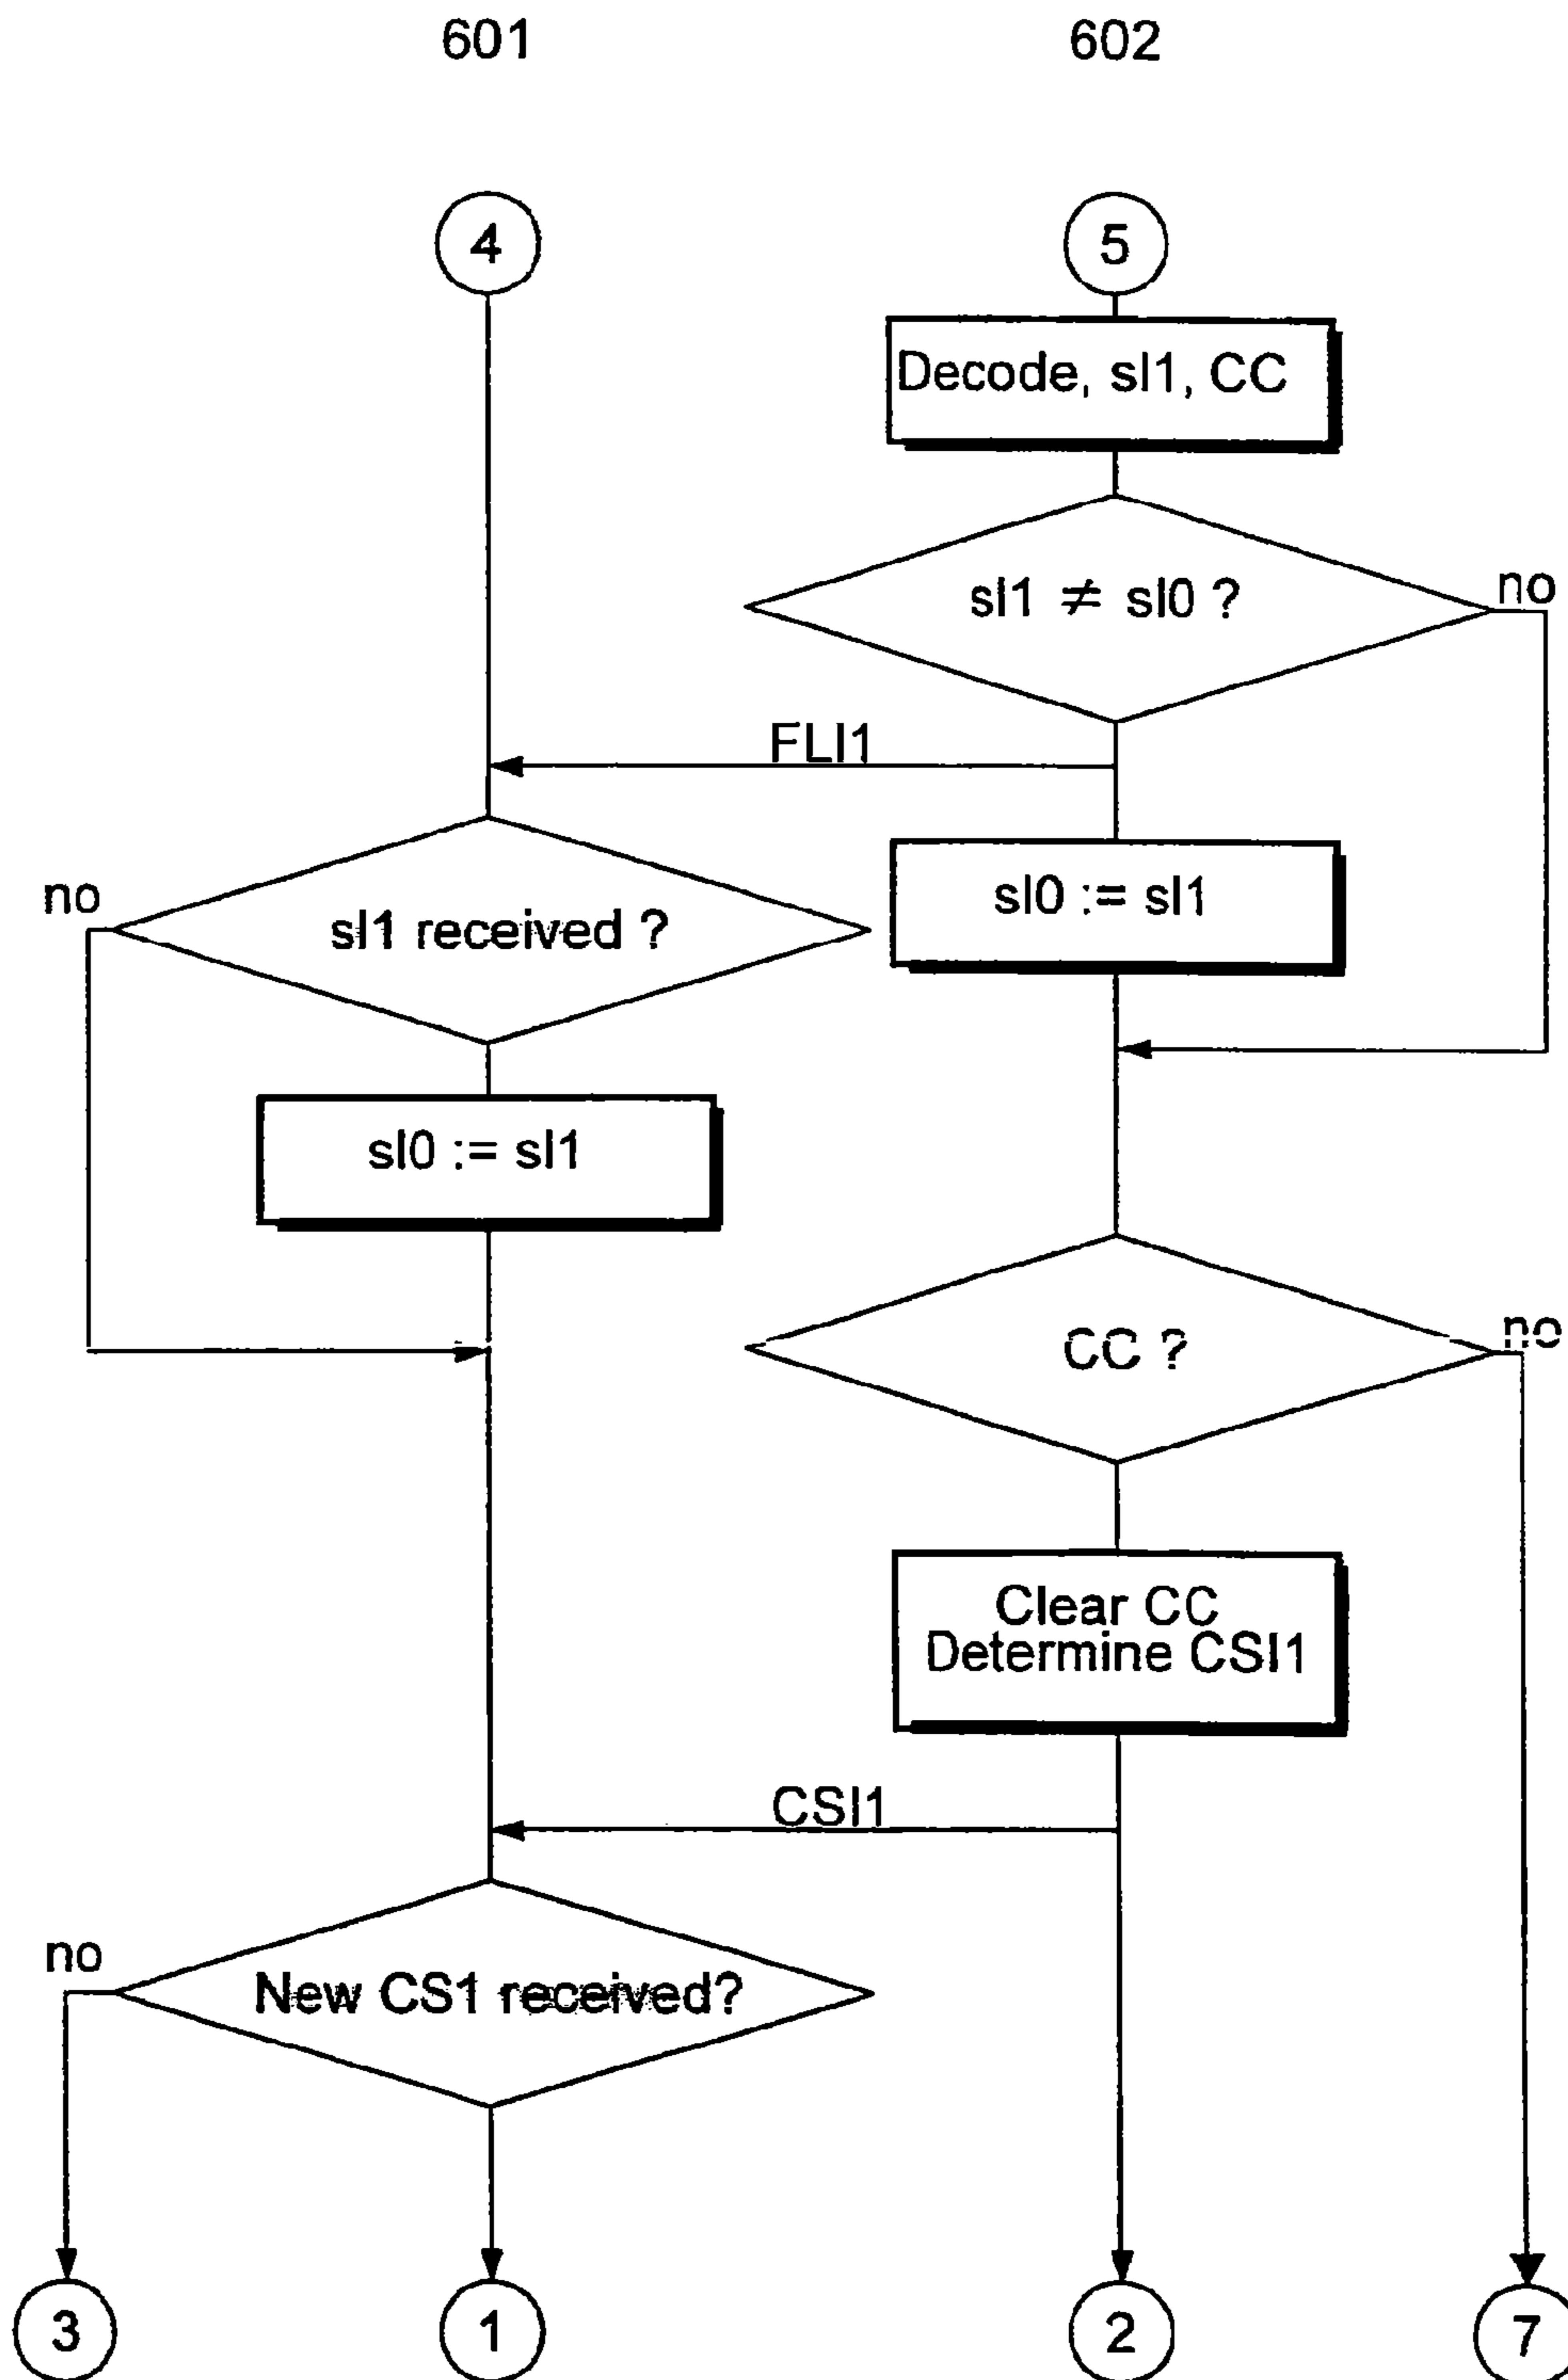 601
602
4
5
Decode, sl1, CC
sl1 ≠ sl0 ?
no
FLI1
sl0 := sl1
no
sl1 received ?
sl0 := sl1
no
CC ?
Clear CC
Determine CSI1
CSI1
no
New CS1 received?
3
1
2
7